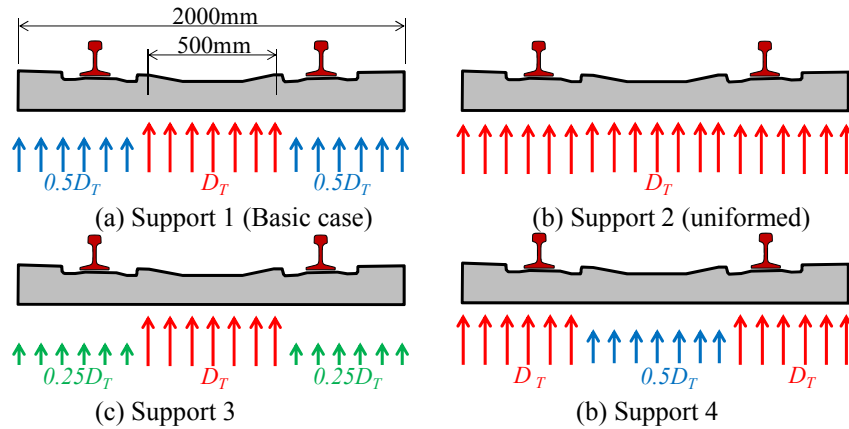 2000mm
500mm
0.5D_T
D_T
0.5D_T
D_T
(a) Support 1 (Basic case)
(b) Support 2 (uniformed)
0.25D_T
D_T
0.25D_T
D_T
0.5D_T
D_T
(c) Support 3
(b) Support 4